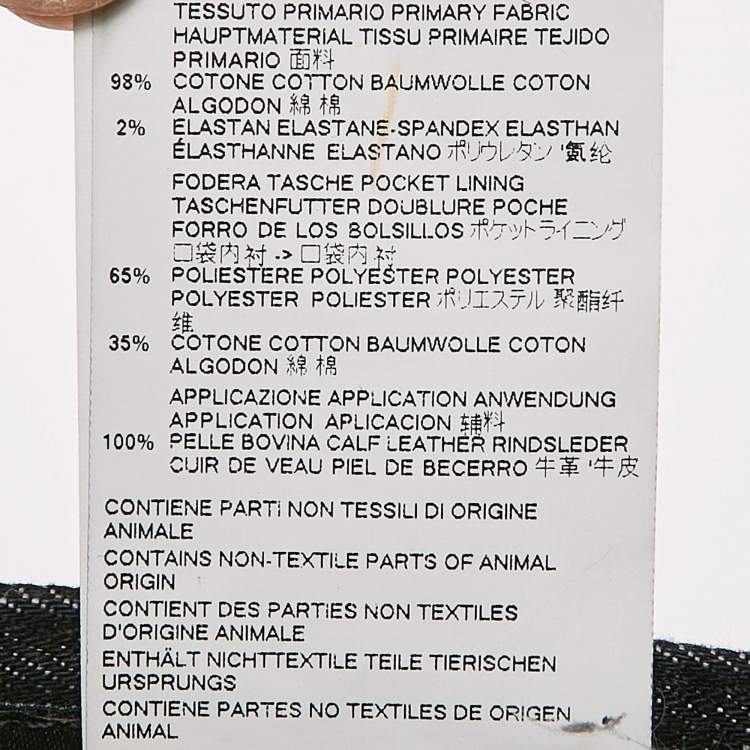 TESSUTO PRIMARIO PRIMARY FABRIC
HAUPTMATERIAL TISSU PRIMAIRE TEJIDO
PRIMARIO 面料
98% COTONE COTTON BAUMWOLLE COTON
ALGODON 綿 棉
2% ELASTAN ELASTANE-SPANDEX ELASTHAN
ÉLASTHANNE ELASTANO ポリウレタン '氨纶
FODERA TASCHE POCKET LINING
TASCHENFUTTER DOUBLURE POCHE
FORRO DE LOS BOLSILLOS ポケットライニング
口袋内衬 -> 口袋内衬
65% POLIESTERE POLYESTER POLYESTER
POLYESTER POLIESTER ポリエステル 聚酯纤
维
35% COTONE COTTON BAUMWOLLE COTON
ALGODON 綿 棉
APPLICAZIONE APPLICATION ANWENDUNG
APPLICATION APLICACION 辅料
100% PELLE BOVINA CALF LEATHER RINDSLEDER
CUIR DE VEAU PIEL DE BECERRO 牛革 '牛皮
CONTIENE PARTI NON TESSILI DI ORIGINE
ANIMALE
CONTAINS NON-TEXTILE PARTS OF ANIMAL
ORIGIN
CONTIENT DES PARTIES NON TEXTILES
D'ORIGINE ANIMALE
ENTHÄLT NICHTTEXTILE TEILE TIERISCHEN
URSPRUNGS
CONTIENE PARTES NO TEXTILES DE ORIGEN
ANIMAL